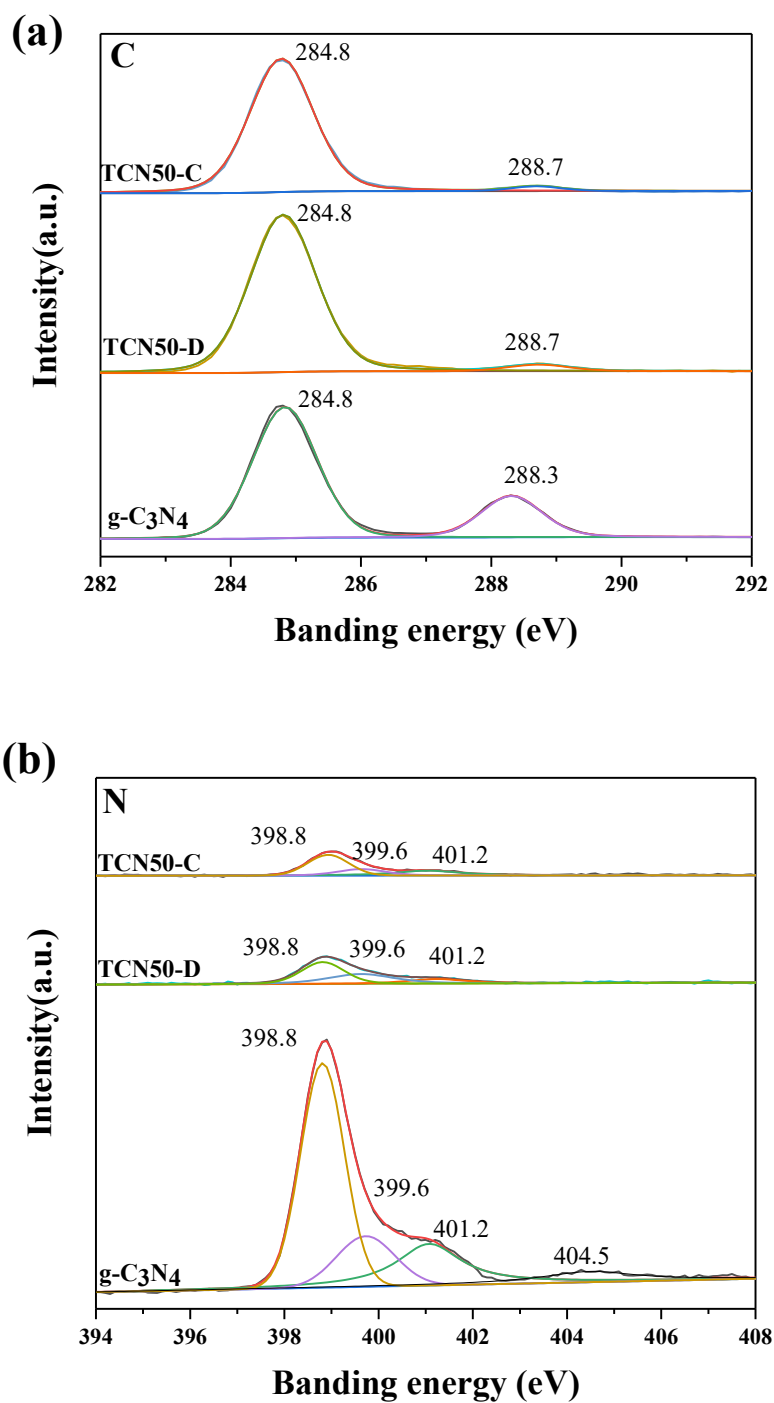 (a)
C
284.8
TCN50-C
288.7
284.8
TCN50-D
288.7
284.8
288.3
g-C3N4
282 284 286 288 290 292
Intensity(a.u.)
Banding energy (eV)
(b)
N
398.8
399.6
401.2
TCN50-C
398.8
399.6
401.2
TCN50-D
398.8
399.6
401.2
404.5
g-C3N4
394 396 398 400 402 404 406 408
Intensity(a.u.)
Banding energy (eV)